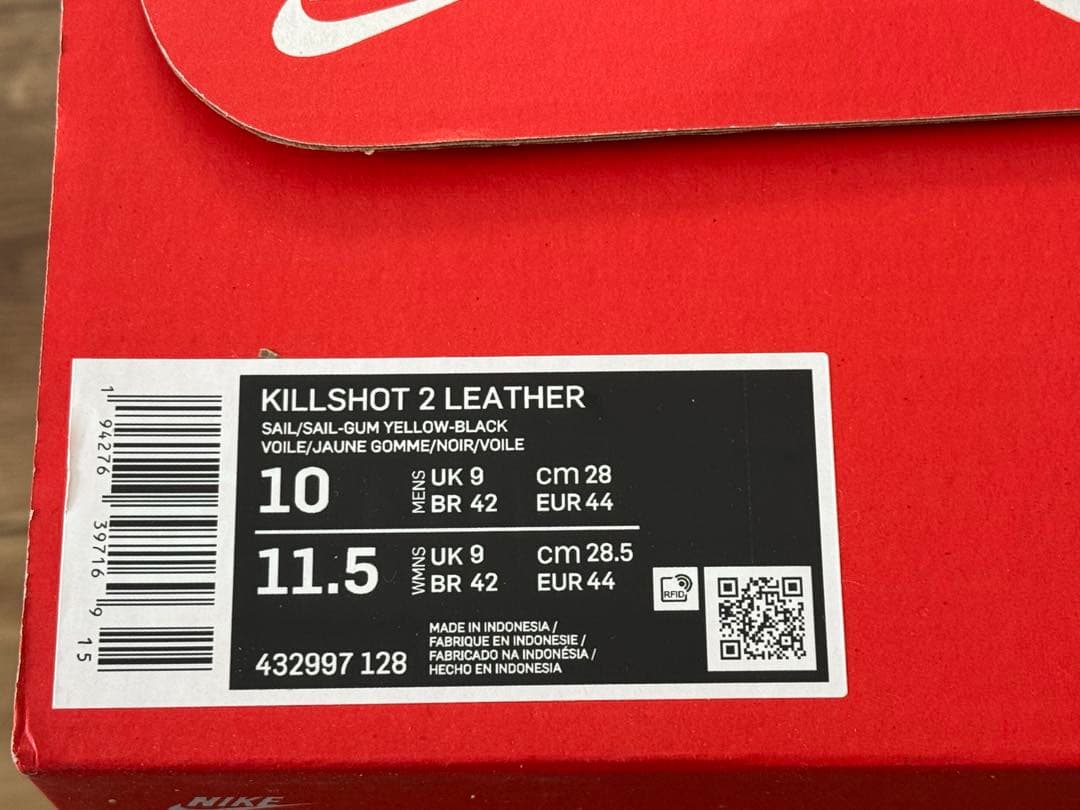 KILLSHOT 2 LEATHER
SAIL/SAIL-GUM YELLOW-BLACK
VOILE/JAUNE GOMME/NOIR/VOILE
10 MENS UK 9 cm 28
BR 42 EUR 44
11.5 WMNS UK 9 cm 28.5
BR 42 EUR 44
RFID
432997 128
MADE IN INDONESIA /
FABRIQUE EN INDONESIE /
FABRICADO NA INDONÉSIA /
HECHO EN INDONESIA
1 94276 39716 9 15
NIKE